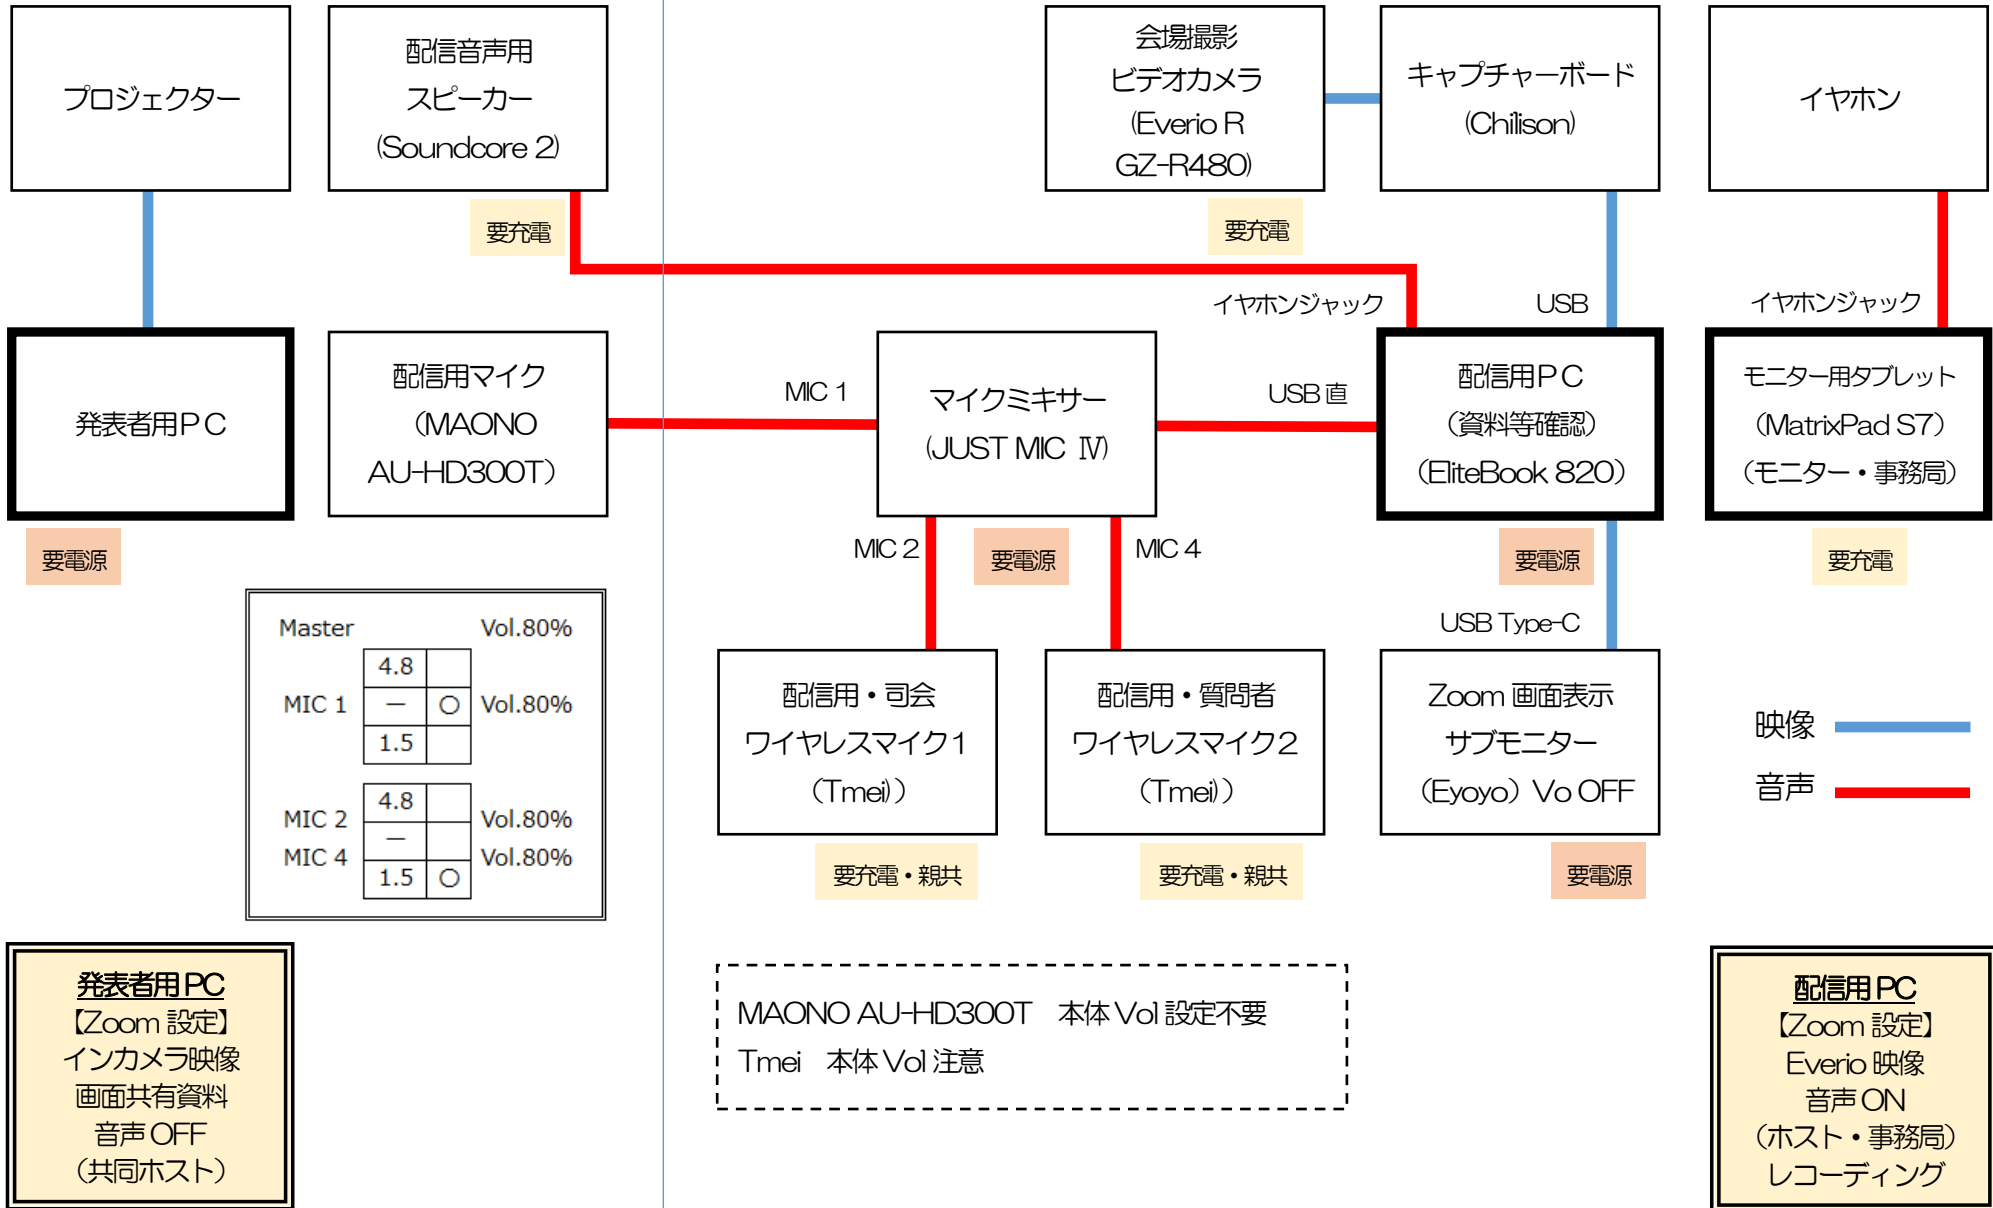 プロジェクター
配信音声用
スピーカー
(Soundcore 2)
要充電
会場撮影
ビデオカメラ
(Everio R
GZ-R480)
要充電
キャプチャーボード
(Chilison)
イヤホン
イヤホンジャック
USB
イヤホンジャック
発表者用PC
要電源
配信用マイク
（MAONO
AU-HD300T）
MIC 1
マイクミキサー
(JUST MIC Ⅳ)
USB直
配信用PC
（資料等確認）
（EliteBook 820）
モニター用タブレット
（MatrixPad S7）
（モニター・事務局）
MIC 2
要電源
MIC 4
要電源
要充電
USB Type-C
Master Vol.80%
4.8
MIC 1 ー ○ Vol.80%
1.5
4.8
MIC 2 Vol.80%
ー
MIC 4 Vol.80%
1.5 ○
配信用・司会
ワイヤレスマイク1
（Tmei)）
要充電・親共
配信用・質問者
ワイヤレスマイク2
（Tmei)）
要充電・親共
Zoom 画面表示
サブモニター
（Eyoyo）Vo OFF
要電源
映像
音声
発表者用PC
【Zoom 設定】
インカメラ映像
画面共有資料
音声 OFF
（共同ホスト）
MAONO AU-HD300T　本体 Vol 設定不要
Tmei　本体 Vol 注意
配信用 PC
【Zoom 設定】
Everio 映像
音声 ON
（ホスト・事務局）
レコーディング